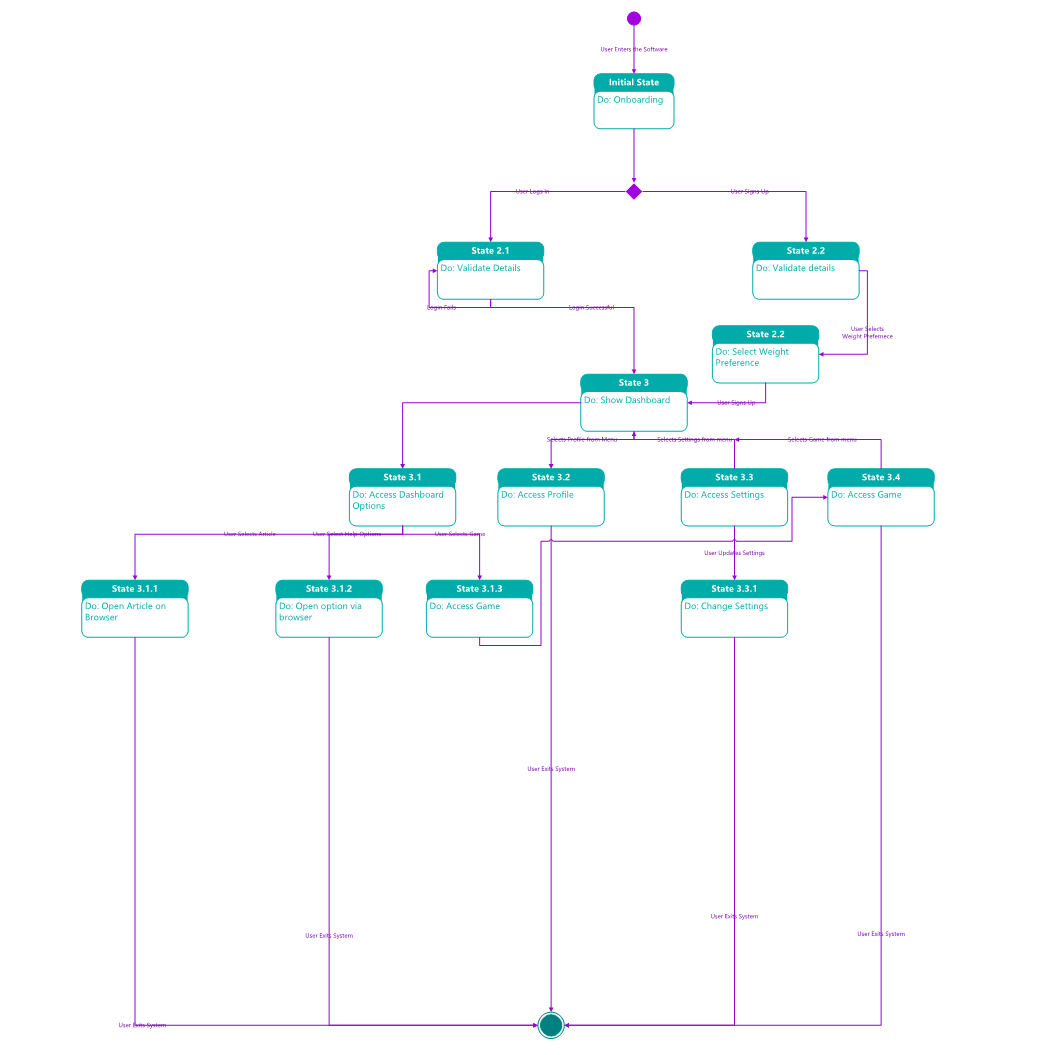 User Enters the Software
Initial State
Do: Onboarding
User Logs In
User Signs Up
State 2.1
Do: Validate Details
State 2.2
Do: Validate details
Login Fails
Login Successful
User Selects
Weight Prefernece
State 2.2
Do: Select Weight
Preference
State 3
Do: Show Dashboard
User Signs Up
Selects Profile from Menu
Selects Settings from menu
Selects Game from menu
State 3.1
Do: Access Dashboard
Options
State 3.2
Do: Access Profile
State 3.3
Do: Access Settings
State 3.4
Do: Access Game
User Selects Article
User Select Help Options
User Selects Game
User Updates Settings
State 3.1.1
Do: Open Article on
Browser
State 3.1.2
Do: Open option via
browser
State 3.1.3
Do: Access Game
State 3.3.1
Do: Change Settings
User Exits System
User Exits System
User Exits System
User Exits System
User Exits System